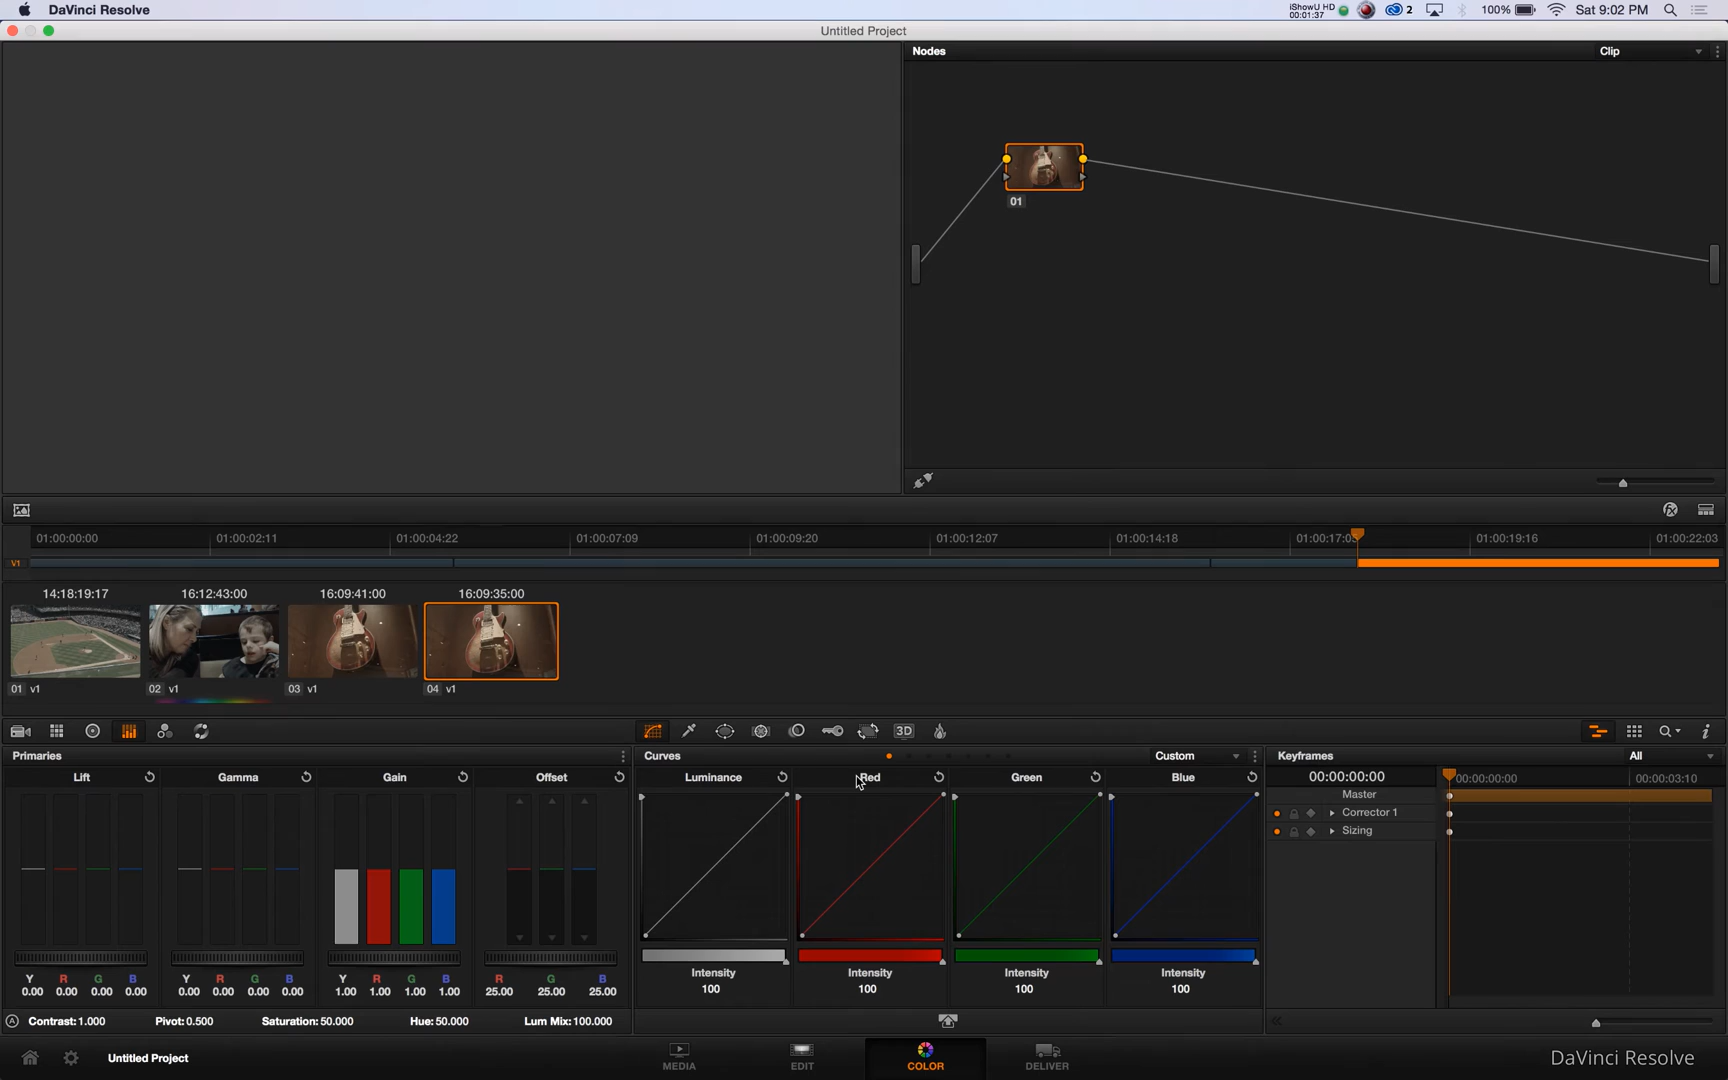 DaVinci Resolve
iShowU HD
00:01:37
2
100%
Sat 9:02 PM
Untitled Project
Nodes
Clip
01
01:00:00:00
01:00:02:11
01:00:04:22
01:00:07:09
01:00:09:20
01:00:12:07
01:00:14:18
01:00:17:05
01:00:19:16
01:00:22:03
V1
14:18:19:17
16:12:43:00
16:09:41:00
16:09:35:00
01 v1
02 v1
03 v1
04 v1
3D
Primaries
Curves
Custom
Keyframes
All
Lift
Gamma
Gain
Offset
Luminance
Red
Green
Blue
00:00:00:00
00:00:00:00
00:00:03:10
Master
Corrector 1
Sizing
Y R G B
0.00 0.00 0.00 0.00
Y R G B
0.00 0.00 0.00 0.00
Y R G B
1.00 1.00 1.00 1.00
R G B
25.00 25.00 25.00
Intensity
100
Intensity
100
Intensity
100
Intensity
100
A
Contrast:1.000
Pivot:0.500
Saturation:50.000
Hue:50.000
Lum Mix:100.000
Untitled Project
MEDIA
EDIT
COLOR
DELIVER
DaVinci Resolve